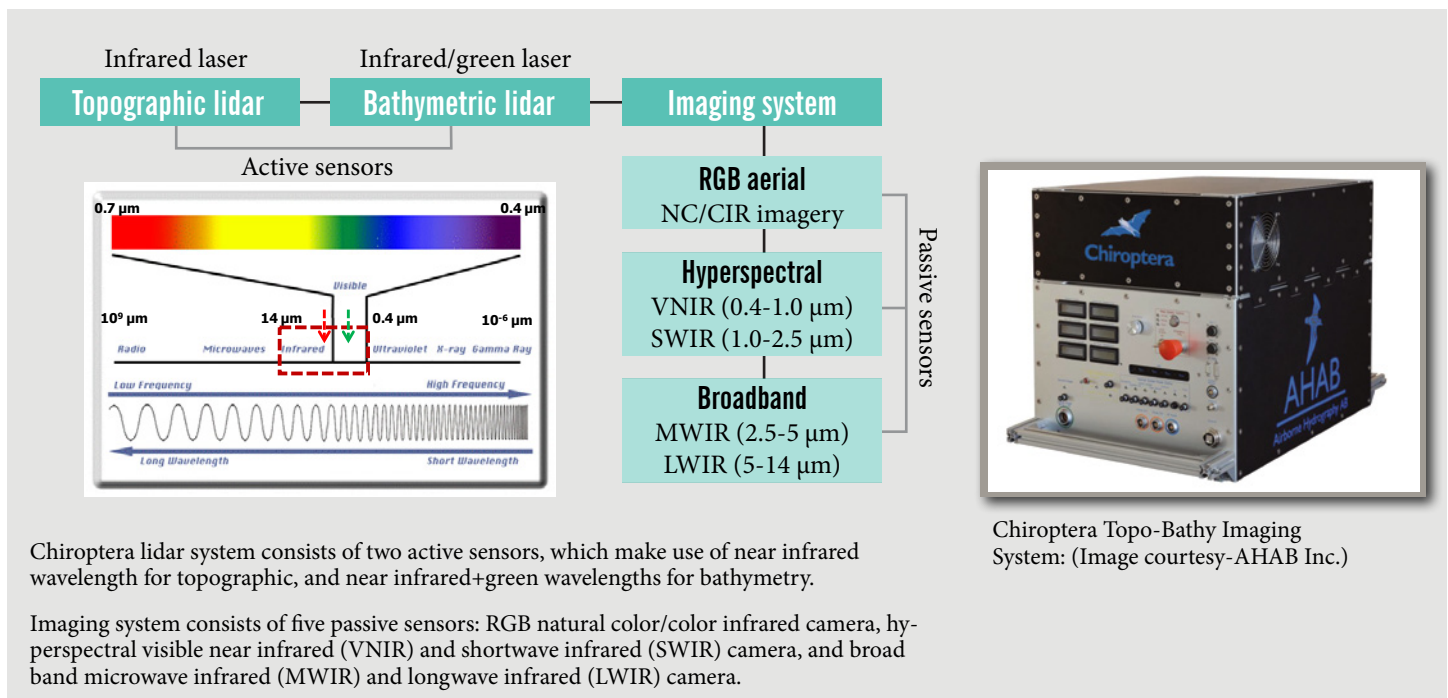 Infrared laser
Infrared/green laser
Topographic lidar
Bathymetric lidar
Imaging system
Active sensors
RGB aerial
NC/CIR imagery
Hyperspectral
VNIR (0.4-1.0 µm)
SWIR (1.0-2.5 µm)
Broadband
MWIR (2.5-5 µm)
LWIR (5-14 µm)
Passive sensors
0.7 µm
0.4 µm
Visible
10⁹ µm
14 µm
0.4 µm
10⁻⁶ µm
Radio
Microwaves
Infrared
Ultraviolet
X-ray
Gamma Ray
Low Frequency
High Frequency
Long Wavelength
Short Wavelength
Chiroptera
AHAB
Airborne Hydrography AB
Chiroptera Topo-Bathy Imaging
System: (Image courtesy-AHAB Inc.)
Chiroptera lidar system consists of two active sensors, which make use of near infrared
wavelength for topographic, and near infrared+green wavelengths for bathymetry.
Imaging system consists of five passive sensors: RGB natural color/color infrared camera, hy-
perspectral visible near infrared (VNIR) and shortwave infrared (SWIR) camera, and broad
band microwave infrared (MWIR) and longwave infrared (LWIR) camera.